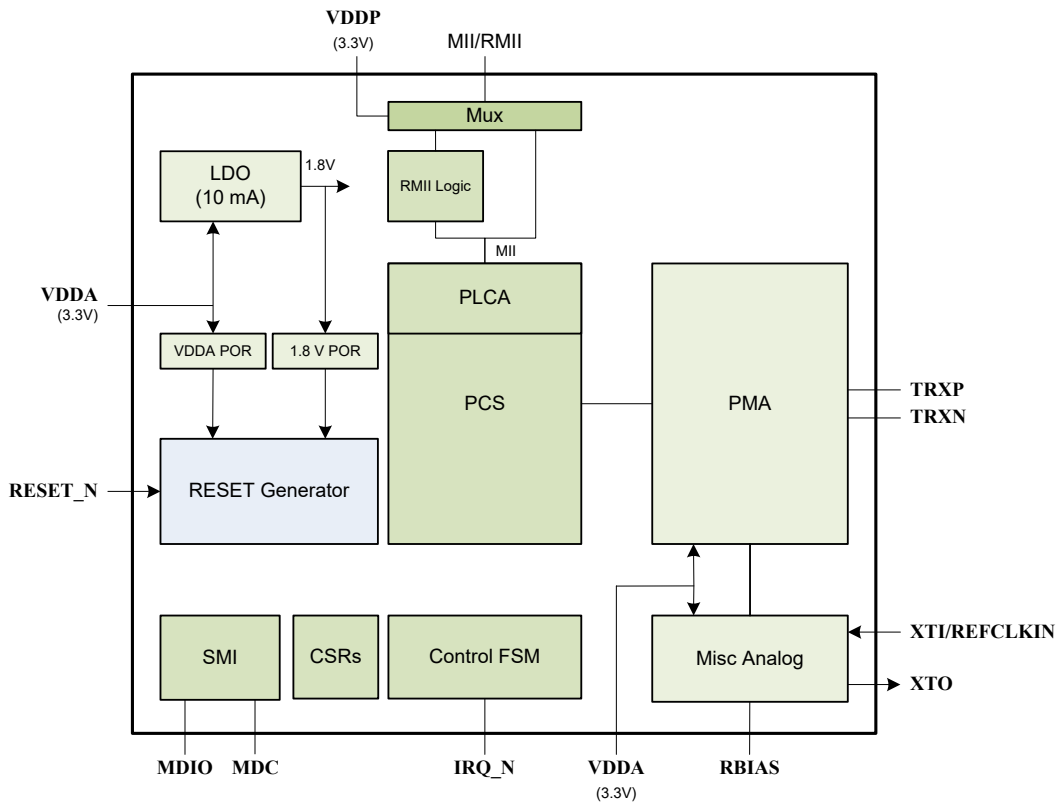 VDDP
(3.3V)
MII/RMII
Mux
LDO
(10 mA)
1.8V
RMII Logic
MII
VDDA
(3.3V)
PLCA
VDDA POR
1.8 V POR
PCS
PMA
TRXP
TRXN
RESET_N
RESET Generator
SMI
CSRs
Control FSM
Misc Analog
XTI/REFCLKIN
XTO
MDIO
MDC
IRQ_N
VDDA
(3.3V)
RBIAS